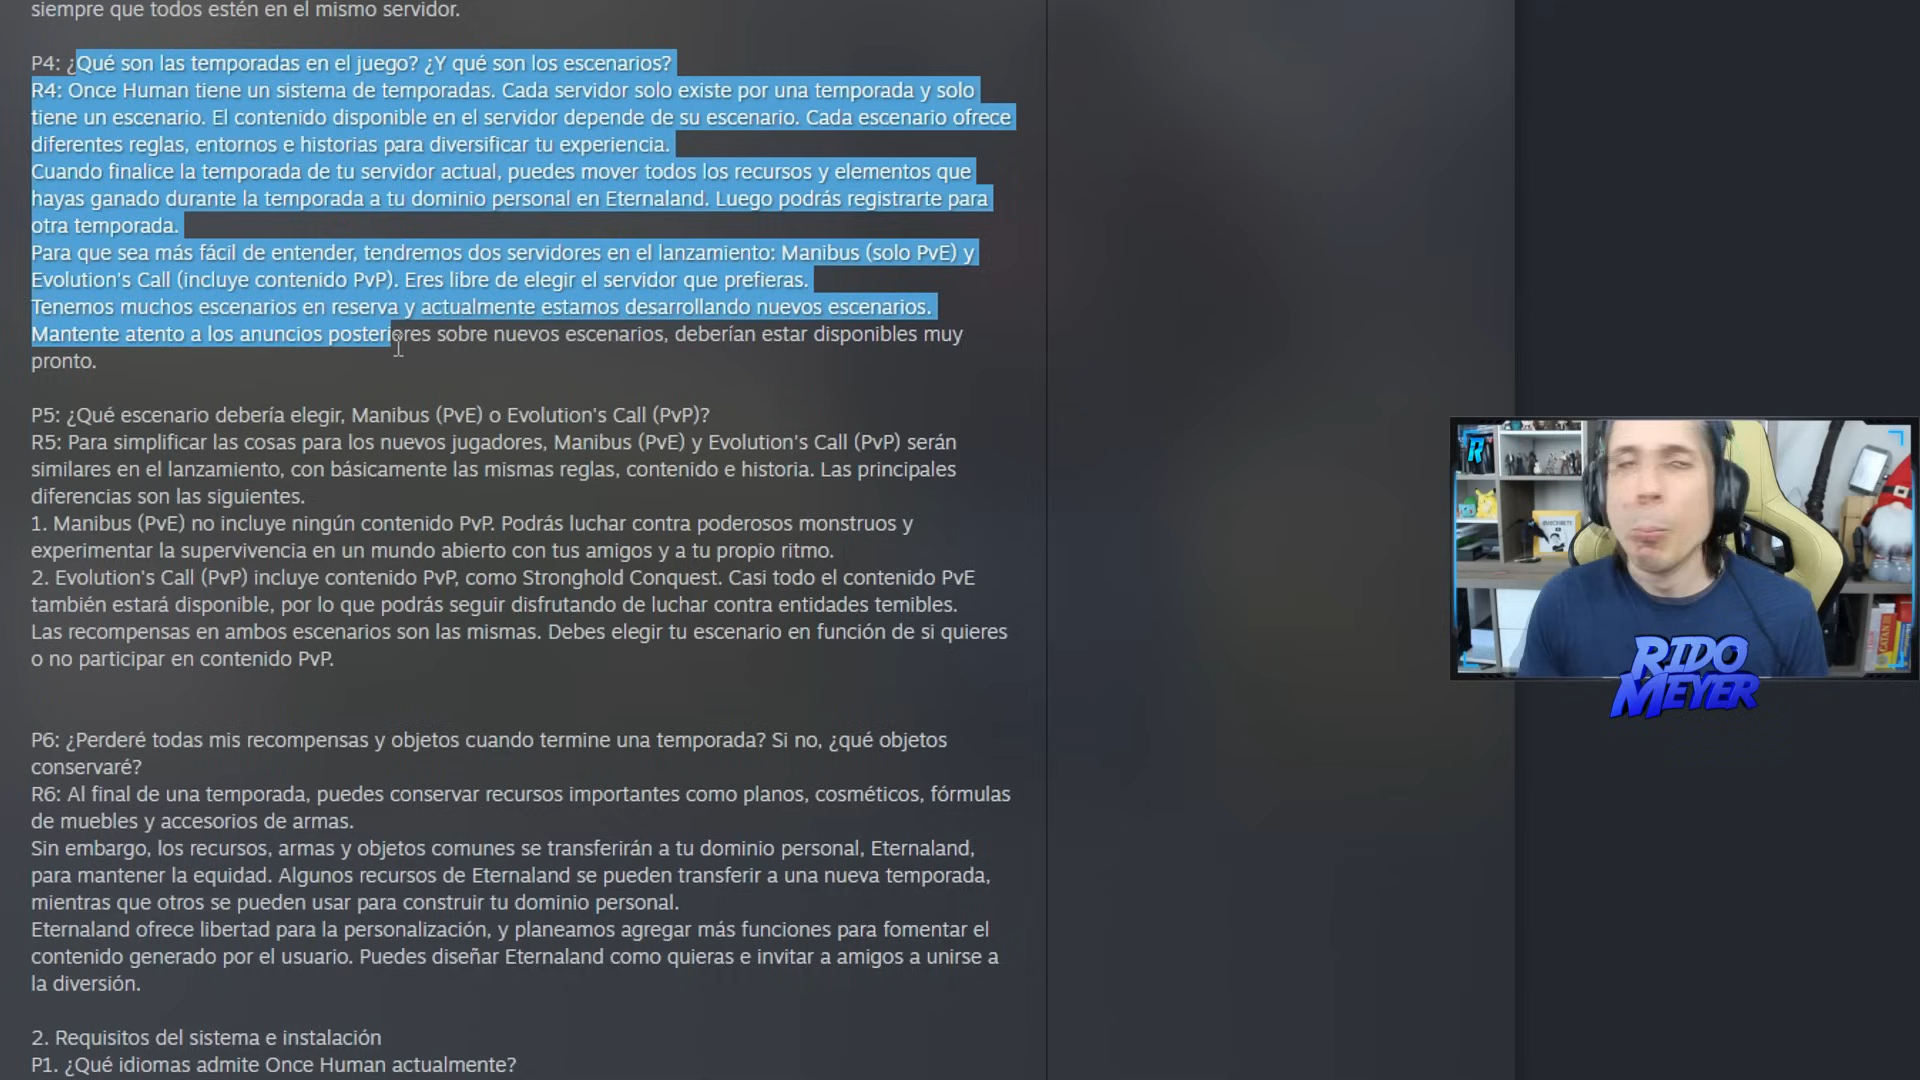 siempre que todos estén en el mismo servidor.
P4: ¿Qué son las temporadas en el juego? ¿Y qué son los escenarios?
R4: Once Human tiene un sistema de temporadas. Cada servidor solo existe por una temporada y solo
tiene un escenario. El contenido disponible en el servidor depende de su escenario. Cada escenario ofrece
diferentes reglas, entornos e historias para diversificar tu experiencia.
Cuando finalice la temporada de tu servidor actual, puedes mover todos los recursos y elementos que
hayas ganado durante la temporada a tu dominio personal en Eternaland. Luego podrás registrarte para
otra temporada.
Para que sea más fácil de entender, tendremos dos servidores en el lanzamiento: Manibus (solo PvE) y
Evolution's Call (incluye contenido PvP). Eres libre de elegir el servidor que prefieras.
Tenemos muchos escenarios en reserva y actualmente estamos desarrollando nuevos escenarios.
Mantente atento a los anuncios posteriores sobre nuevos escenarios, deberían estar disponibles muy
pronto.
P5: ¿Qué escenario debería elegir, Manibus (PvE) o Evolution's Call (PvP)?
R5: Para simplificar las cosas para los nuevos jugadores, Manibus (PvE) y Evolution's Call (PvP) serán
similares en el lanzamiento, con básicamente las mismas reglas, contenido e historia. Las principales
diferencias son las siguientes.
1. Manibus (PvE) no incluye ningún contenido PvP. Podrás luchar contra poderosos monstruos y
experimentar la supervivencia en un mundo abierto con tus amigos y a tu propio ritmo.
2. Evolution's Call (PvP) incluye contenido PvP, como Stronghold Conquest. Casi todo el contenido PvE
también estará disponible, por lo que podrás seguir disfrutando de luchar contra entidades temibles.
Las recompensas en ambos escenarios son las mismas. Debes elegir tu escenario en función de si quieres
o no participar en contenido PvP.
P6: ¿Perderé todas mis recompensas y objetos cuando termine una temporada? Si no, ¿qué objetos
conservaré?
R6: Al final de una temporada, puedes conservar recursos importantes como planos, cosméticos, fórmulas
de muebles y accesorios de armas.
Sin embargo, los recursos, armas y objetos comunes se transferirán a tu dominio personal, Eternaland,
para mantener la equidad. Algunos recursos de Eternaland se pueden transferir a una nueva temporada,
mientras que otros se pueden usar para construir tu dominio personal.
Eternaland ofrece libertad para la personalización, y planeamos agregar más funciones para fomentar el
contenido generado por el usuario. Puedes diseñar Eternaland como quieras e invitar a amigos a unirse a
la diversión.
2. Requisitos del sistema e instalación
P1. ¿Qué idiomas admite Once Human actualmente?
R
CATAN
RIDO
MEYER